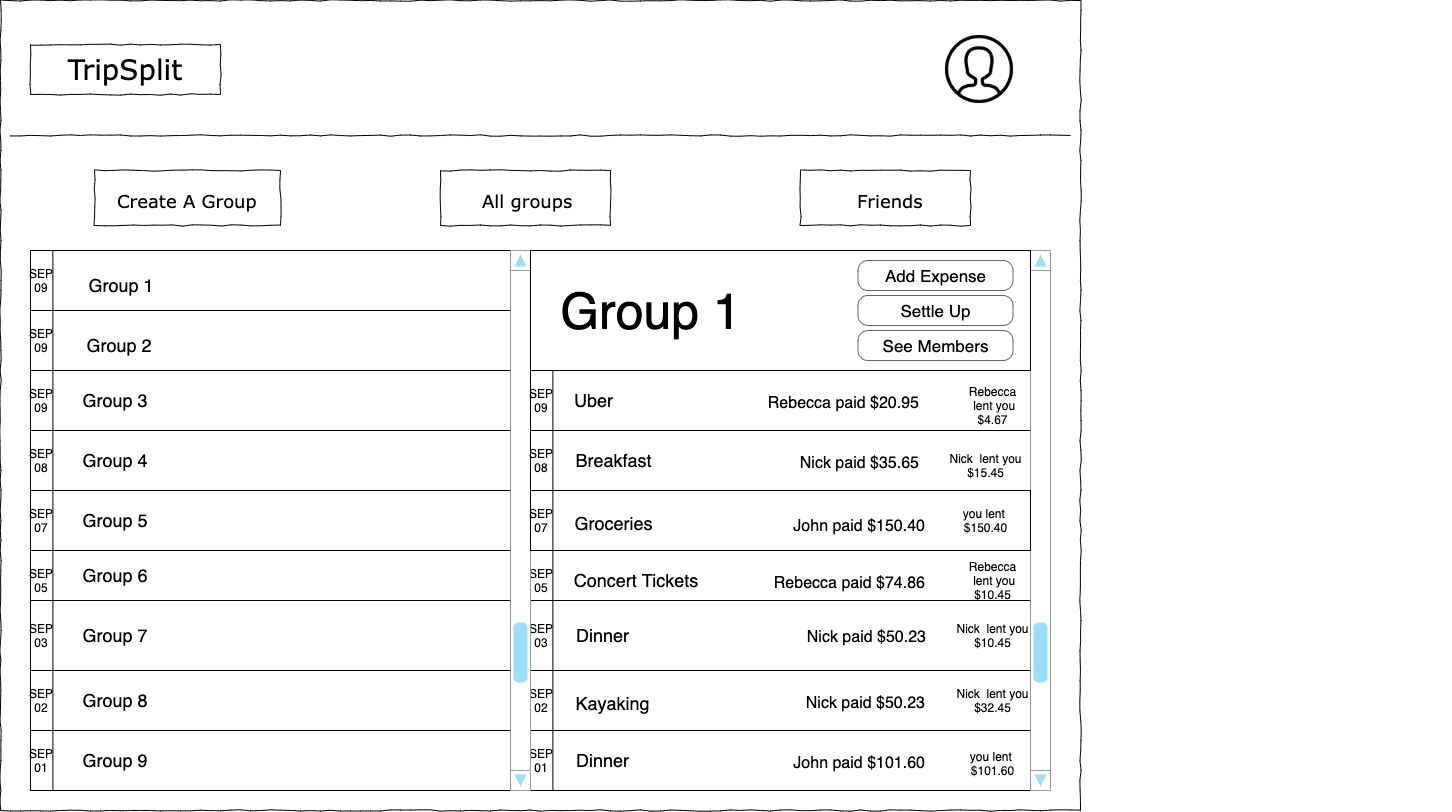 TripSplit
Create A Group
All groups
Friends
SEP
09
Group 1
SEP
09
Group 2
SEP
09
Group 3
SEP
08
Group 4
SEP
07
Group 5
SEP
05
Group 6
SEP
03
Group 7
SEP
02
Group 8
SEP
01
Group 9
Group 1
Add Expense
Settle Up
See Members
SEP
09
Uber
Rebecca paid $20.95
Rebecca
lent you
$4.67
SEP
08
Breakfast
Nick paid $35.65
Nick  lent you
$15.45
SEP
07
Groceries
John paid $150.40
you lent
$150.40
SEP
05
Concert Tickets
Rebecca paid $74.86
Rebecca
lent you
$10.45
SEP
03
Dinner
Nick paid $50.23
Nick  lent you
$10.45
SEP
02
Kayaking
Nick paid $50.23
Nick  lent you
$32.45
SEP
01
Dinner
John paid $101.60
you lent
$101.60